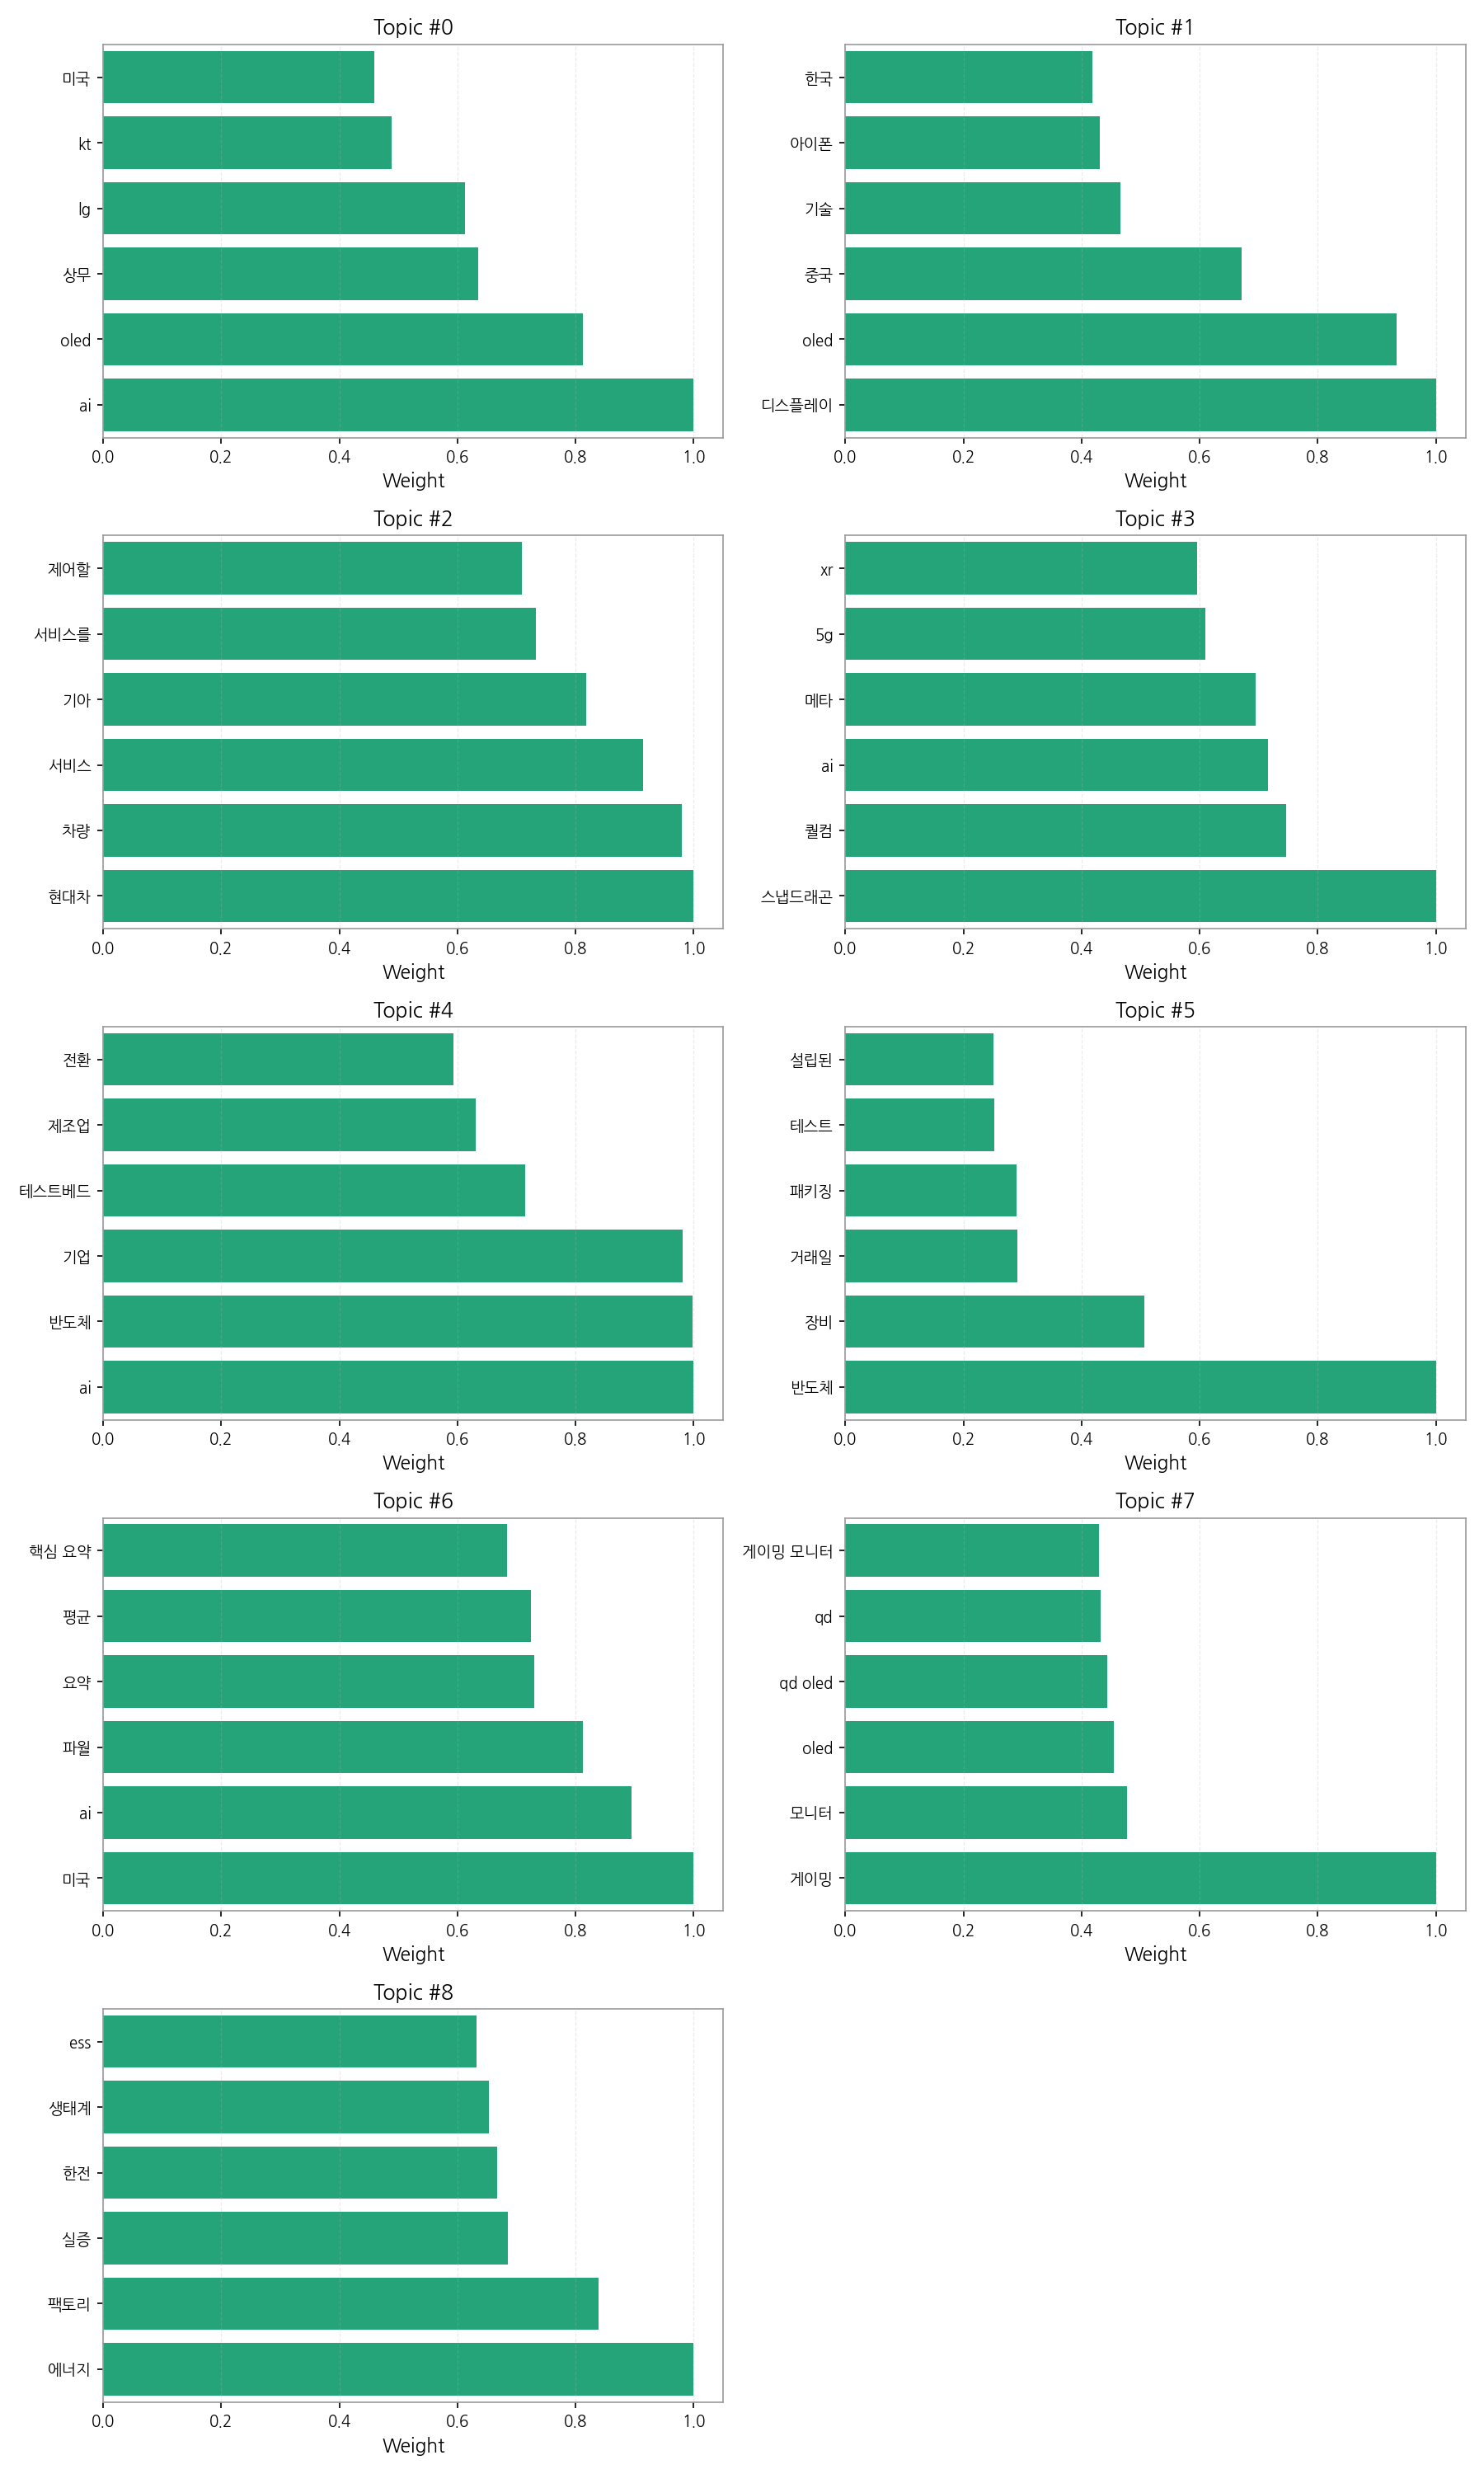 Topic #0
미국
kt
lg
상무
oled
ai
0.0 0.2 0.4 0.6 0.8 1.0
Weight
Topic #1
한국
아이폰
기술
중국
oled
디스플레이
0.0 0.2 0.4 0.6 0.8 1.0
Weight
Topic #2
제어할
서비스를
기아
서비스
차량
현대차
0.0 0.2 0.4 0.6 0.8 1.0
Weight
Topic #3
xr
5g
메타
ai
퀄컴
스냅드래곤
0.0 0.2 0.4 0.6 0.8 1.0
Weight
Topic #4
전환
제조업
테스트베드
기업
반도체
ai
0.0 0.2 0.4 0.6 0.8 1.0
Weight
Topic #5
설립된
테스트
패키징
거래일
장비
반도체
0.0 0.2 0.4 0.6 0.8 1.0
Weight
Topic #6
핵심 요약
평균
요약
파월
ai
미국
0.0 0.2 0.4 0.6 0.8 1.0
Weight
Topic #7
게이밍 모니터
qd
qd oled
oled
모니터
게이밍
0.0 0.2 0.4 0.6 0.8 1.0
Weight
Topic #8
ess
생태계
한전
실증
팩토리
에너지
0.0 0.2 0.4 0.6 0.8 1.0
Weight